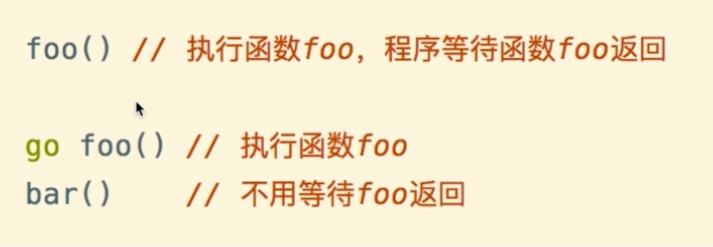 foo() // 执行函数foo，程序等待函数foo返回
go foo() // 执行函数foo
bar()    // 不用等待foo返回